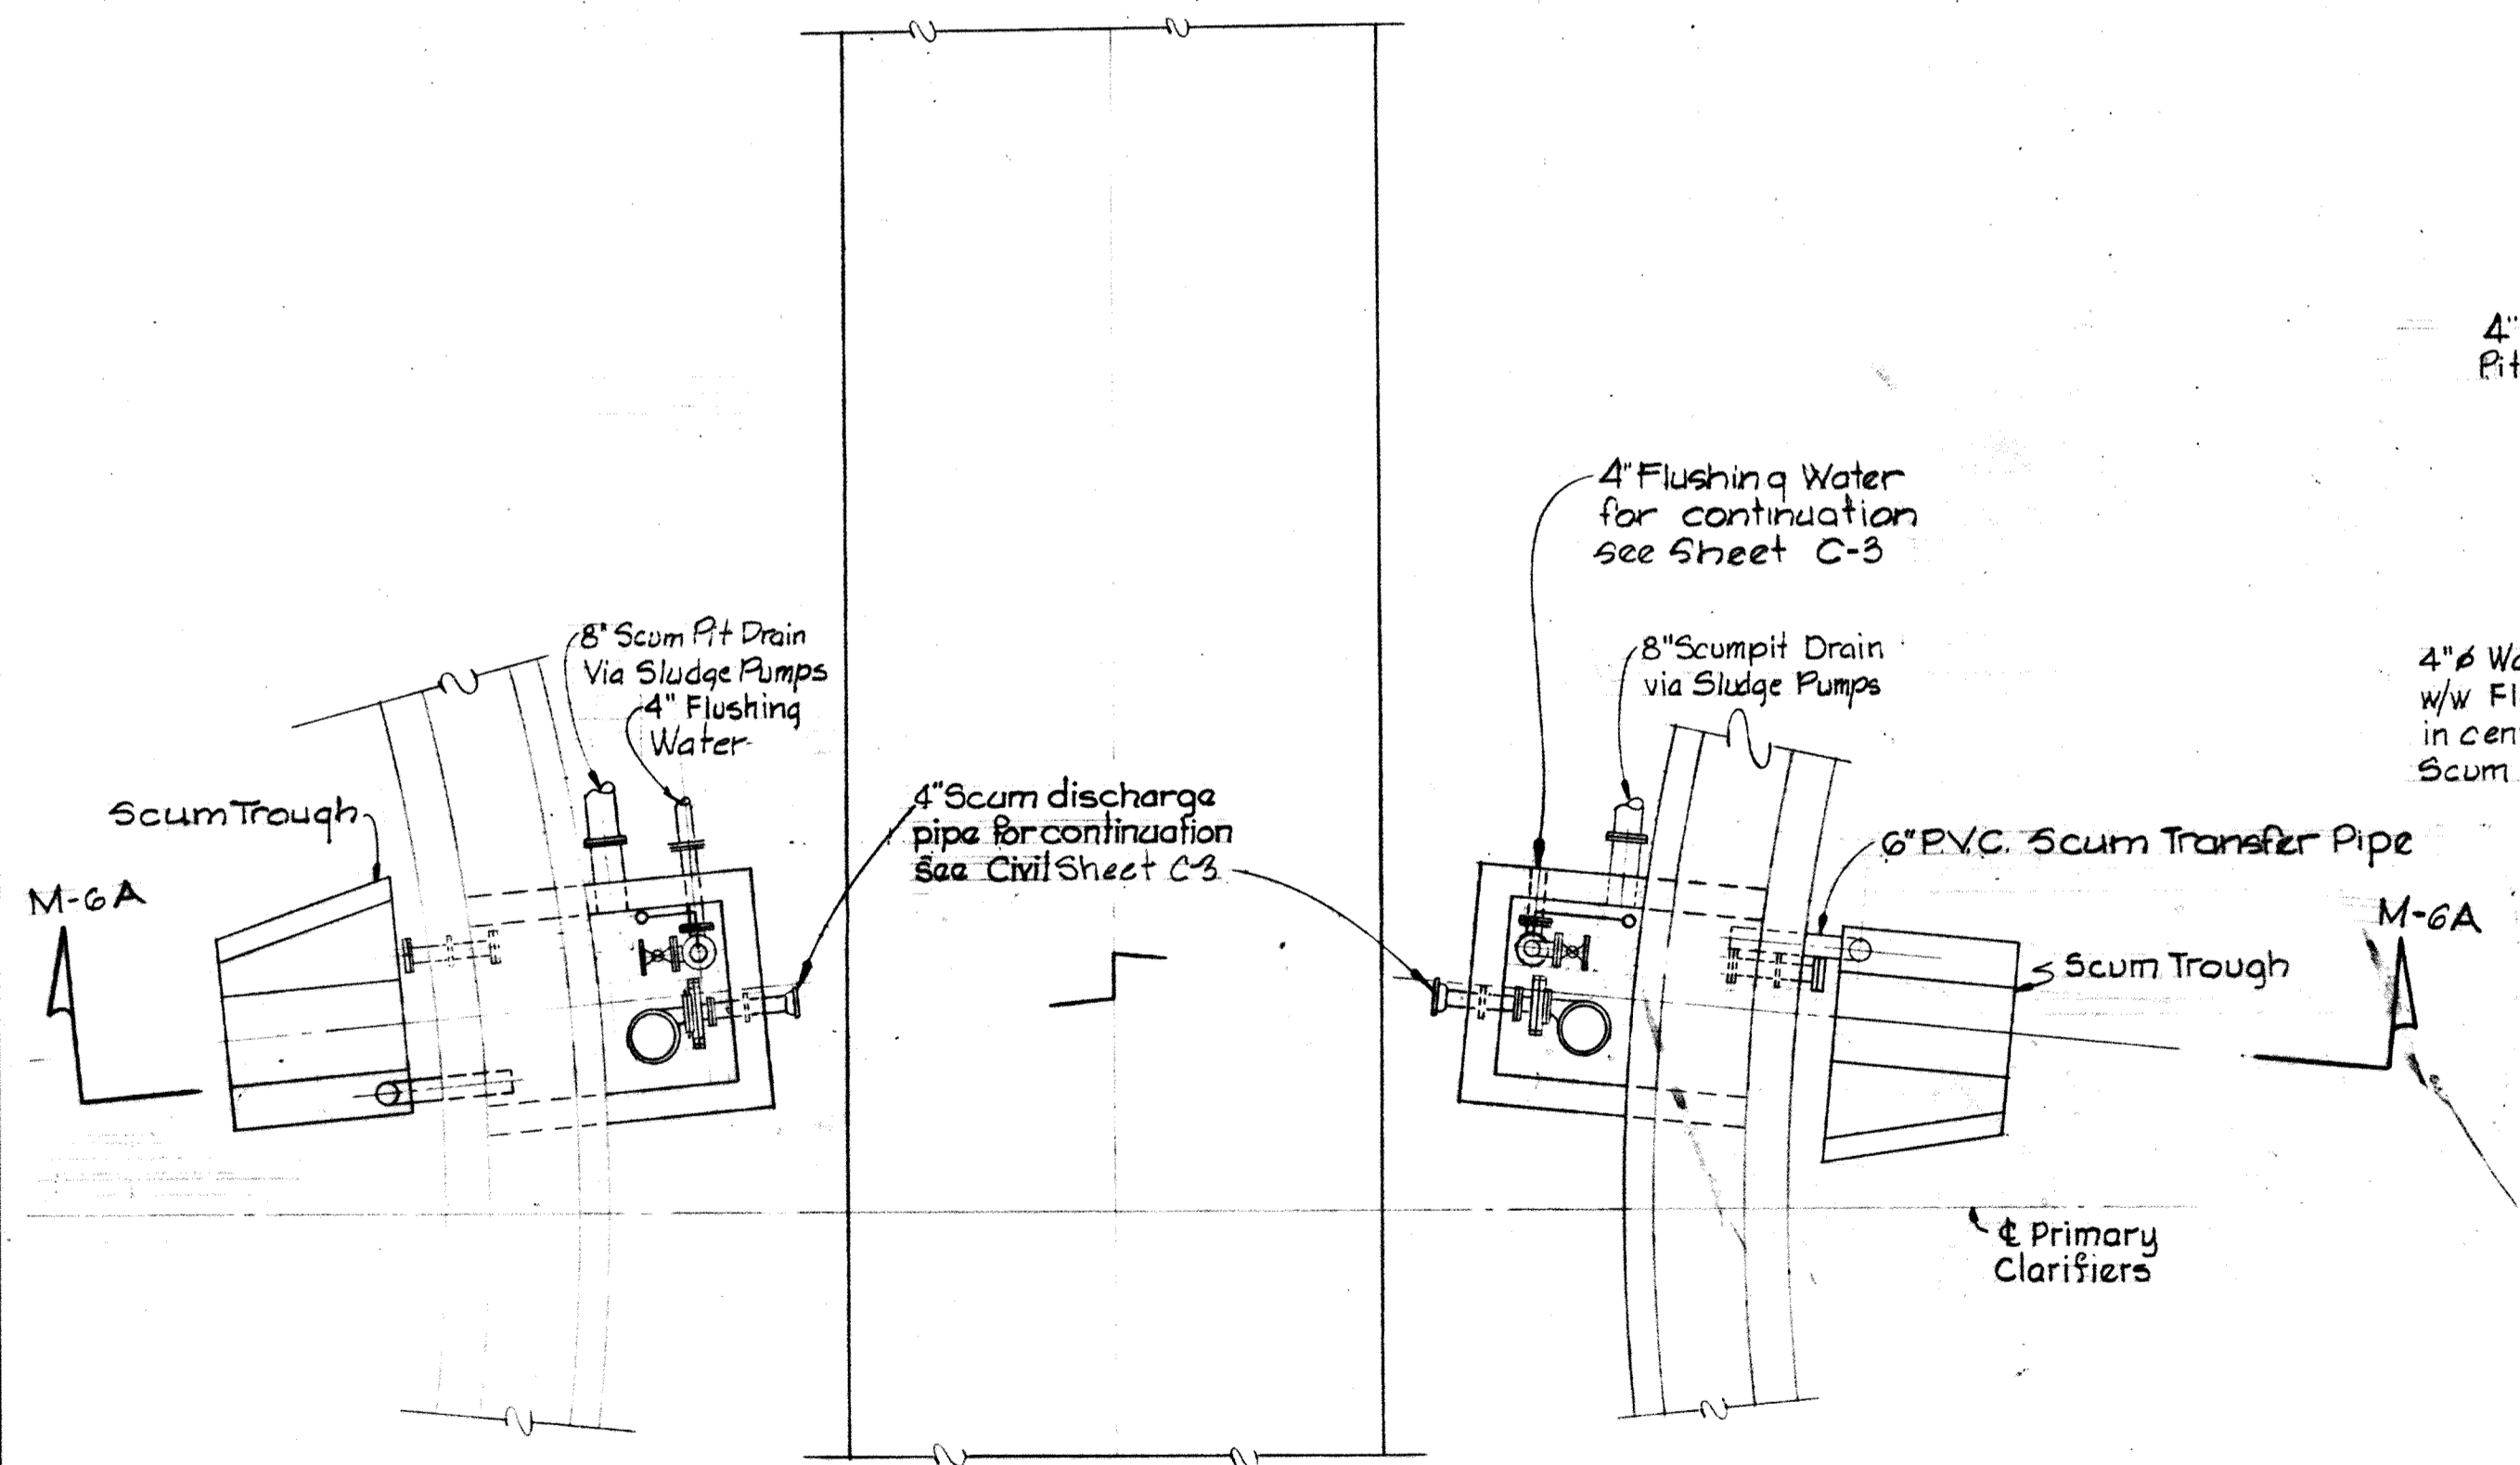 4"
Pit
4" Flushing Water
for continuation
see Sheet C-3
8" Scum Pit Drain
Via Sludge Pumps
4" Flushing
Water
8" Scumpit Drain
via Sludge Pumps
4"ø Wa
w/w Fl
in cen
Scum
Scum Trough
4" Scum discharge
pipe for continuation
See Civil Sheet C-3
6" P.V.C. Scum Transfer Pipe
M-6A
M-6A
Scum Trough
℄ Primary
Clarifiers